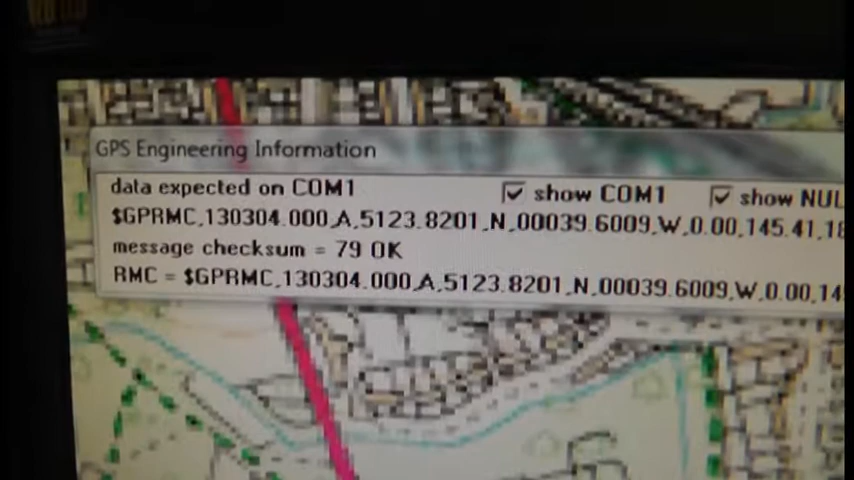 GPS Engineering Information
data expected on COM1 show COM1 show NUL
$GPRMC,130304.000,A,5123.8201,N,00039.6009,W,0.00,145.41,18
message checksum = 79 OK
RMC = $GPRMC,130304.000,A,5123.8201,N,00039.6009,W,0.00,14